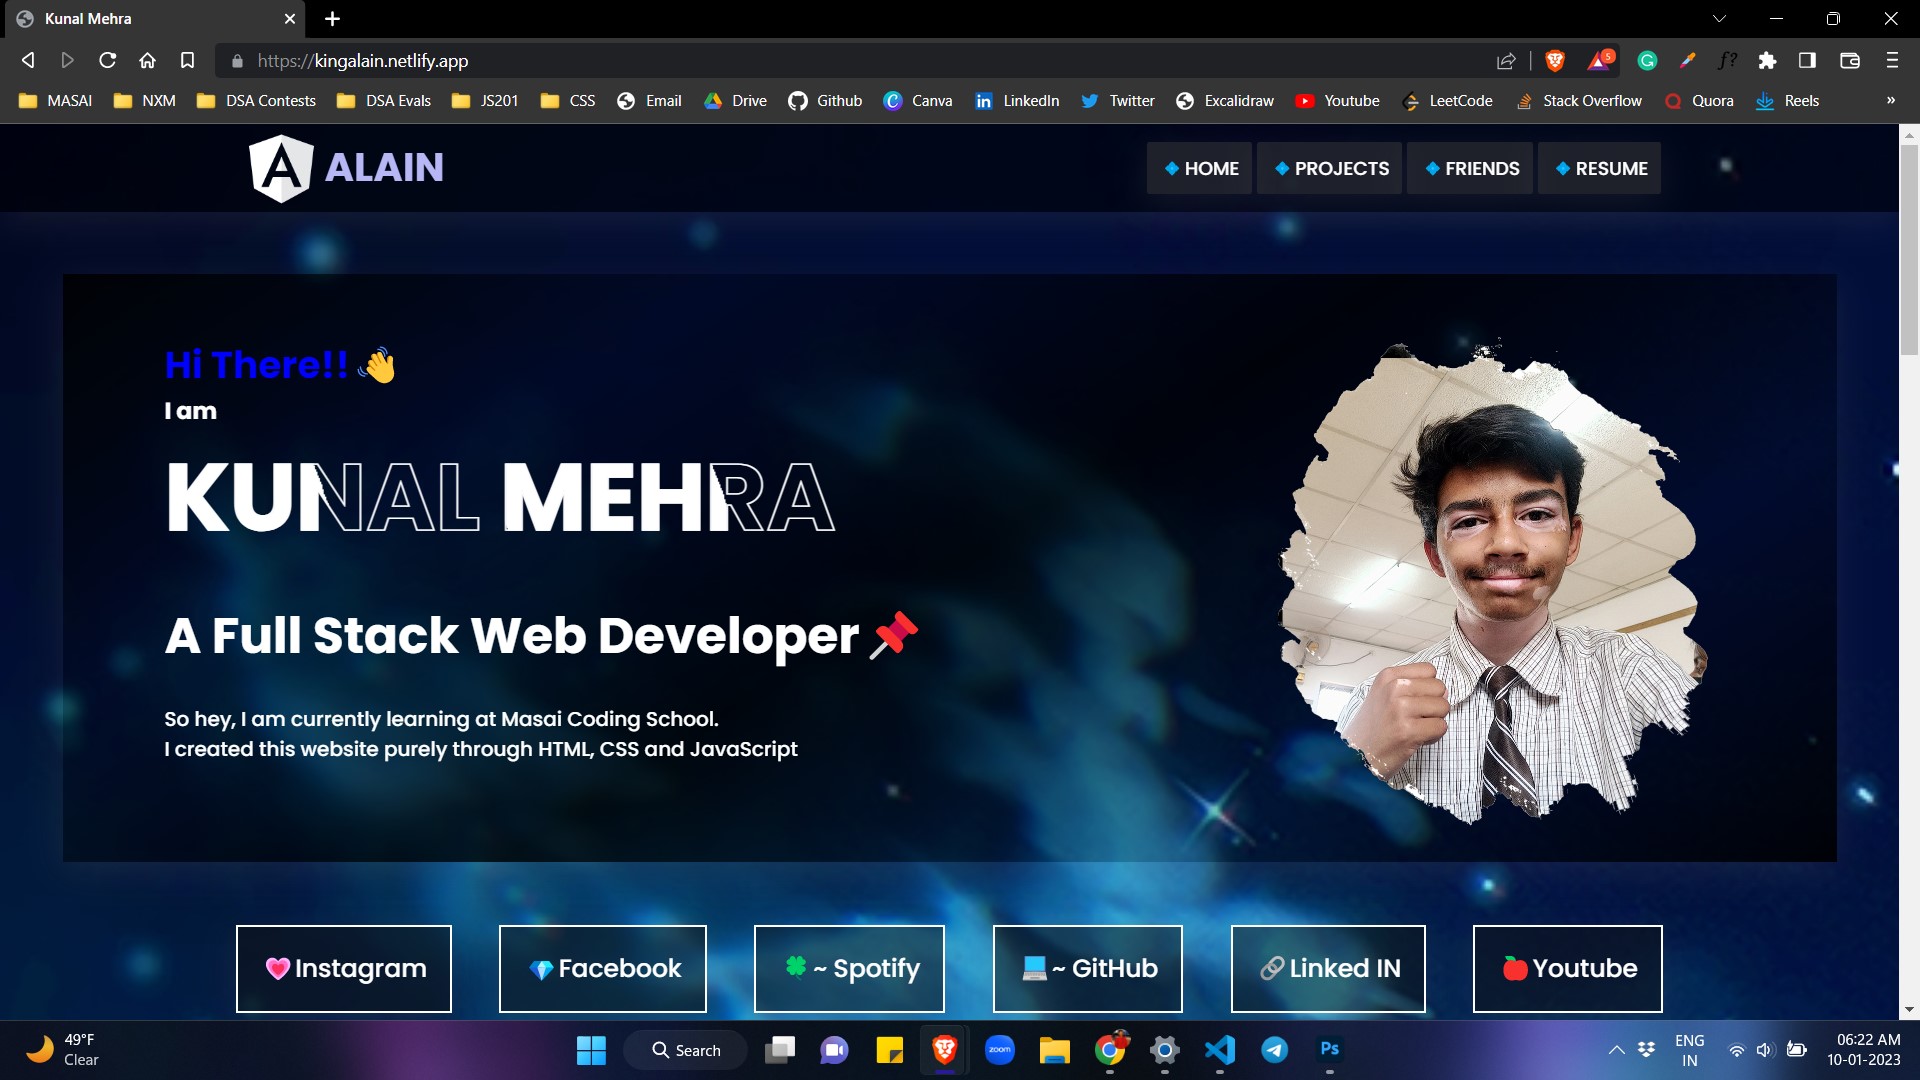 Kunal Mehra
https://kingalain.netlify.app
5
MASAI
NXM
DSA Contests
DSA Evals
JS201
CSS
Email
Drive
Github
Canva
LinkedIn
Twitter
Excalidraw
Youtube
LeetCode
Stack Overflow
Quora
Reels
»
A ALAIN
HOME
PROJECTS
FRIENDS
RESUME
Hi There!! 👋
I am
KUNAL MEHRA
A Full Stack Web Developer 📌
So hey, I am currently learning at Masai Coding School.
I created this website purely through HTML, CSS and JavaScript
💗Instagram
💎Facebook
🍀~ Spotify
💻~ GitHub
🔗Linked IN
🍎Youtube
49°F
Clear
Search
zoom
Ps
ENG
IN
06:22 AM
10-01-2023